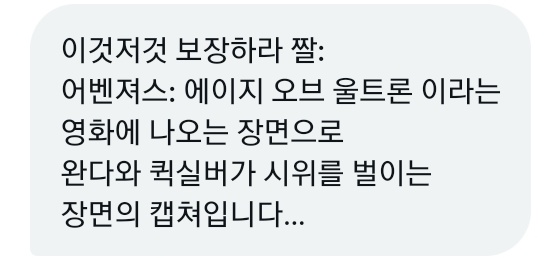 이것저것 보장하라 짤:
어벤져스: 에이지 오브 울트론 이라는
영화에 나오는 장면으로
완다와 퀵실버가 시위를 벌이는
장면의 캡쳐입니다...